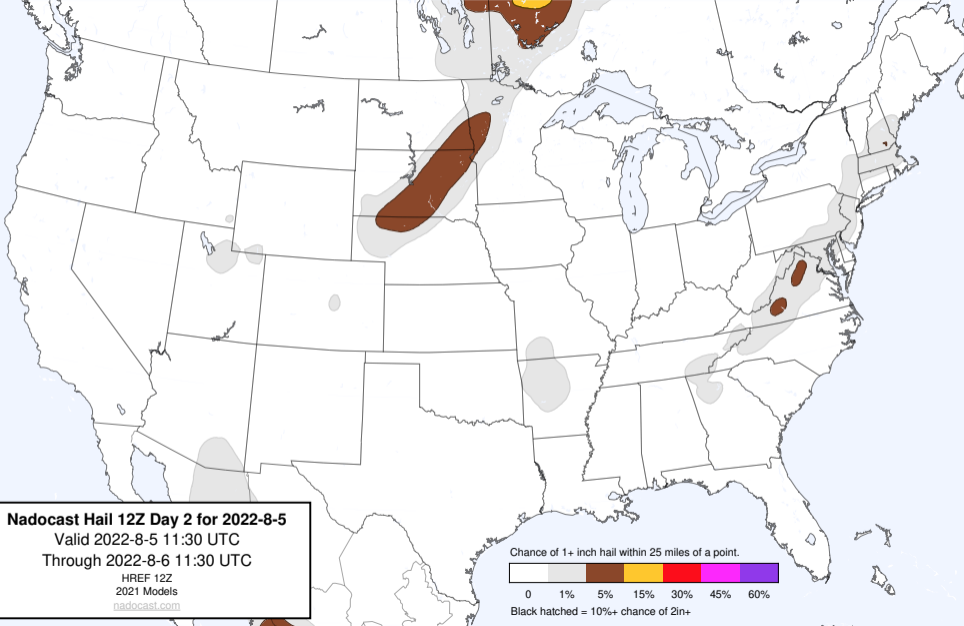 Nadocast Hail 12Z Day 2 for 2022-8-5
Valid 2022-8-5 11:30 UTC
Through 2022-8-6 11:30 UTC
HREF 12Z
2021 Models
nadocast.com
Chance of 1+ inch hail within 25 miles of a point.
0 1% 5% 15% 30% 45% 60%
Black hatched = 10%+ chance of 2in+